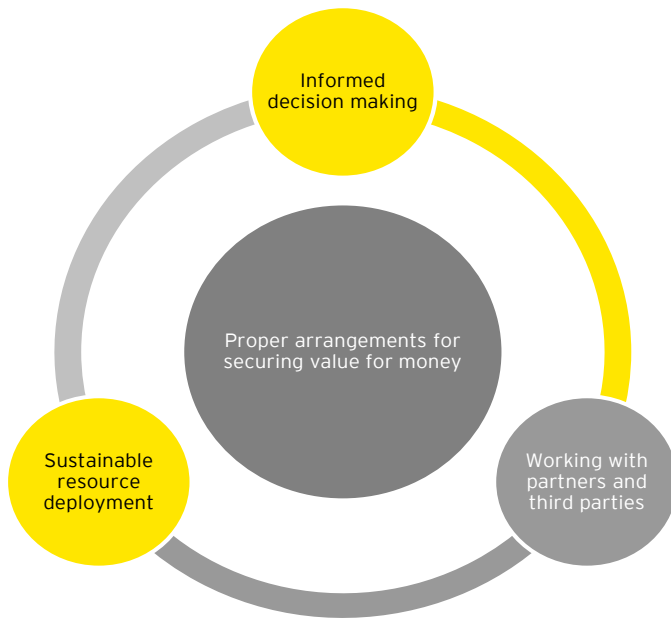 Informed
decision making
Proper arrangements for
securing value for money
Sustainable
resource
deployment
Working with
partners and
third parties